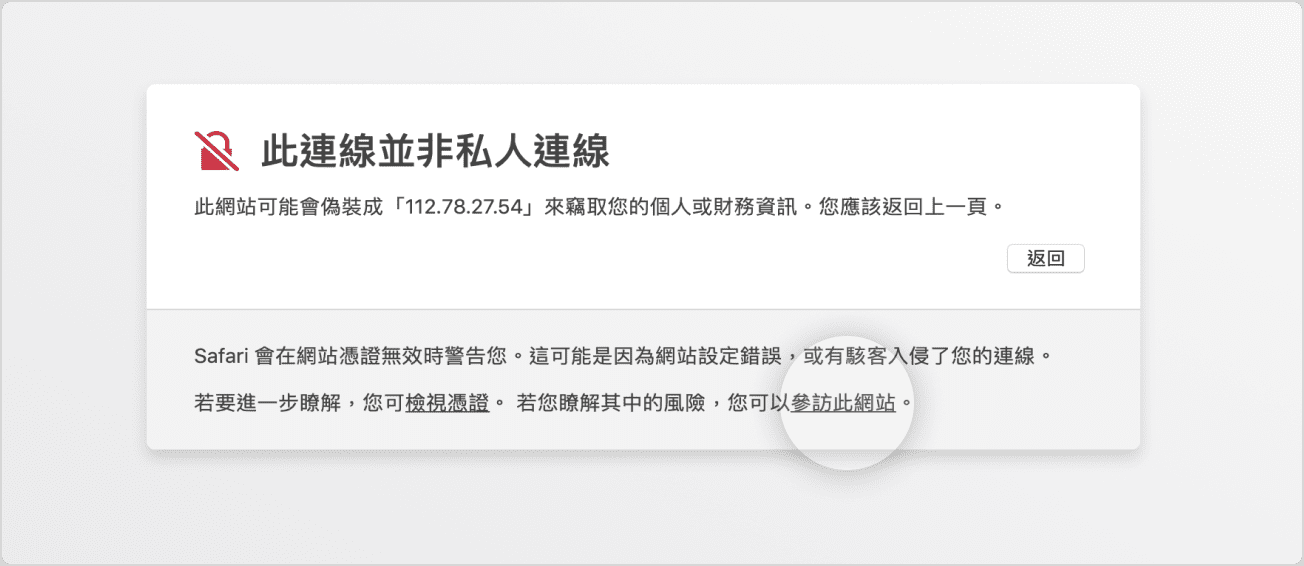 此連線並非私人連線
此網站可能會偽裝成「112.78.27.54」來竊取您的個人或財務資訊。您應該返回上一頁。
返回
Safari 會在網站憑證無效時警告您。這可能是因為網站設定錯誤，或有駭客入侵了您的連線。
若要進一步瞭解，您可檢視憑證。 若您瞭解其中的風險，您可以參訪此網站。